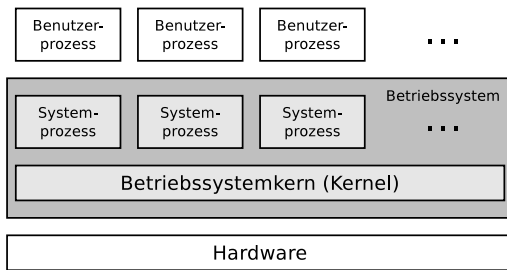 Benutzer-
prozess
Benutzer-
prozess
Benutzer-
prozess
...
Betriebssystem
System-
prozess
System-
prozess
System-
prozess
...
Betriebssystemkern (Kernel)
Hardware